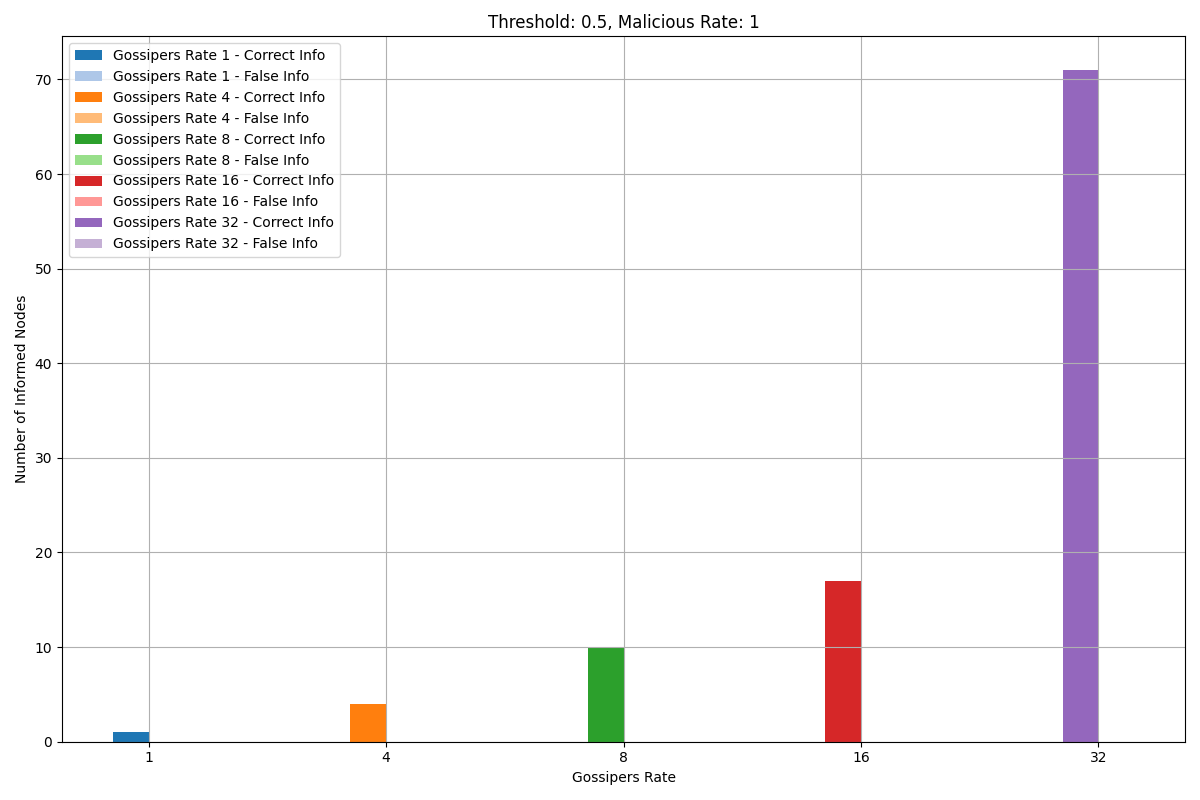 Threshold: 0.5, Malicious Rate: 1
Gossipers Rate 1 - Correct Info
Gossipers Rate 1 - False Info
Gossipers Rate 4 - Correct Info
Gossipers Rate 4 - False Info
Gossipers Rate 8 - Correct Info
Gossipers Rate 8 - False Info
Gossipers Rate 16 - Correct Info
Gossipers Rate 16 - False Info
Gossipers Rate 32 - Correct Info
Gossipers Rate 32 - False Info
Number of Informed Nodes
70
60
50
40
30
20
10
0
1 4 8 16 32
Gossipers Rate